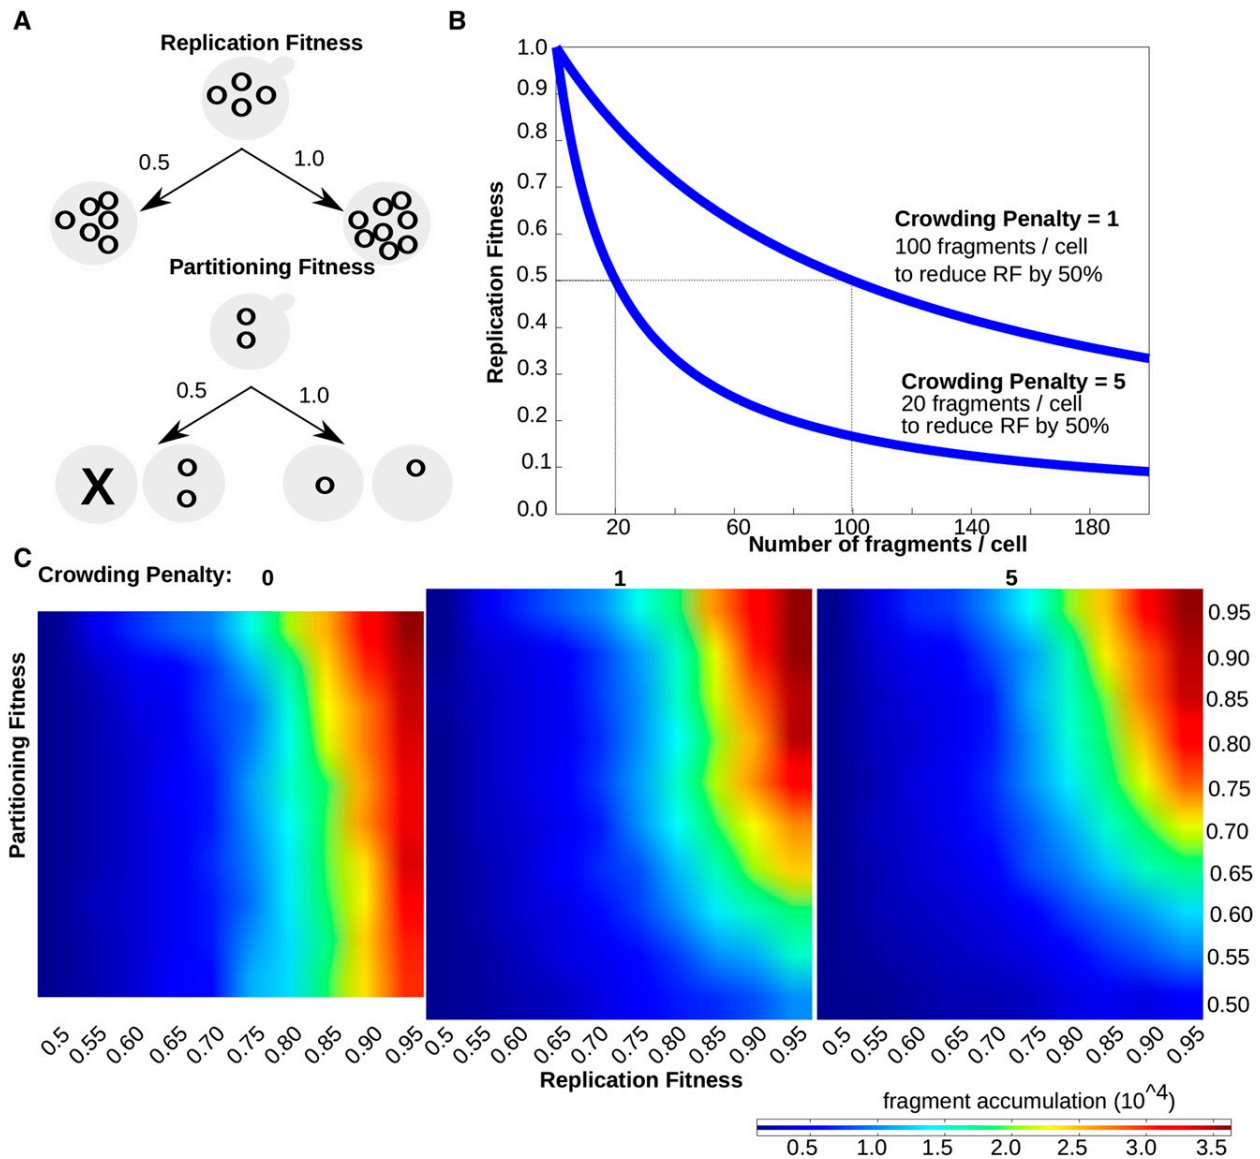 A
Replication Fitness
0.5
1.0
Partitioning Fitness
0.5
1.0
X
B
Replication Fitness
1.0
0.9
0.8
0.7
0.6
0.5
0.4
0.3
0.2
0.1
0.0
Crowding Penalty = 1
100 fragments / cell
to reduce RF by 50%
Crowding Penalty = 5
20 fragments / cell
to reduce RF by 50%
20 60 100 140 180
Number of fragments / cell
C
Crowding Penalty: 0 1 5
Partitioning Fitness
0.95
0.90
0.85
0.80
0.75
0.70
0.65
0.60
0.55
0.50
0.5 0.55 0.60 0.65 0.70 0.75 0.80 0.85 0.90 0.95
0.5 0.55 0.60 0.65 0.70 0.75 0.80 0.85 0.90 0.95
0.5 0.55 0.60 0.65 0.70 0.75 0.80 0.85 0.90 0.95
Replication Fitness
fragment accumulation (10^4)
0.5 1.0 1.5 2.0 2.5 3.0 3.5